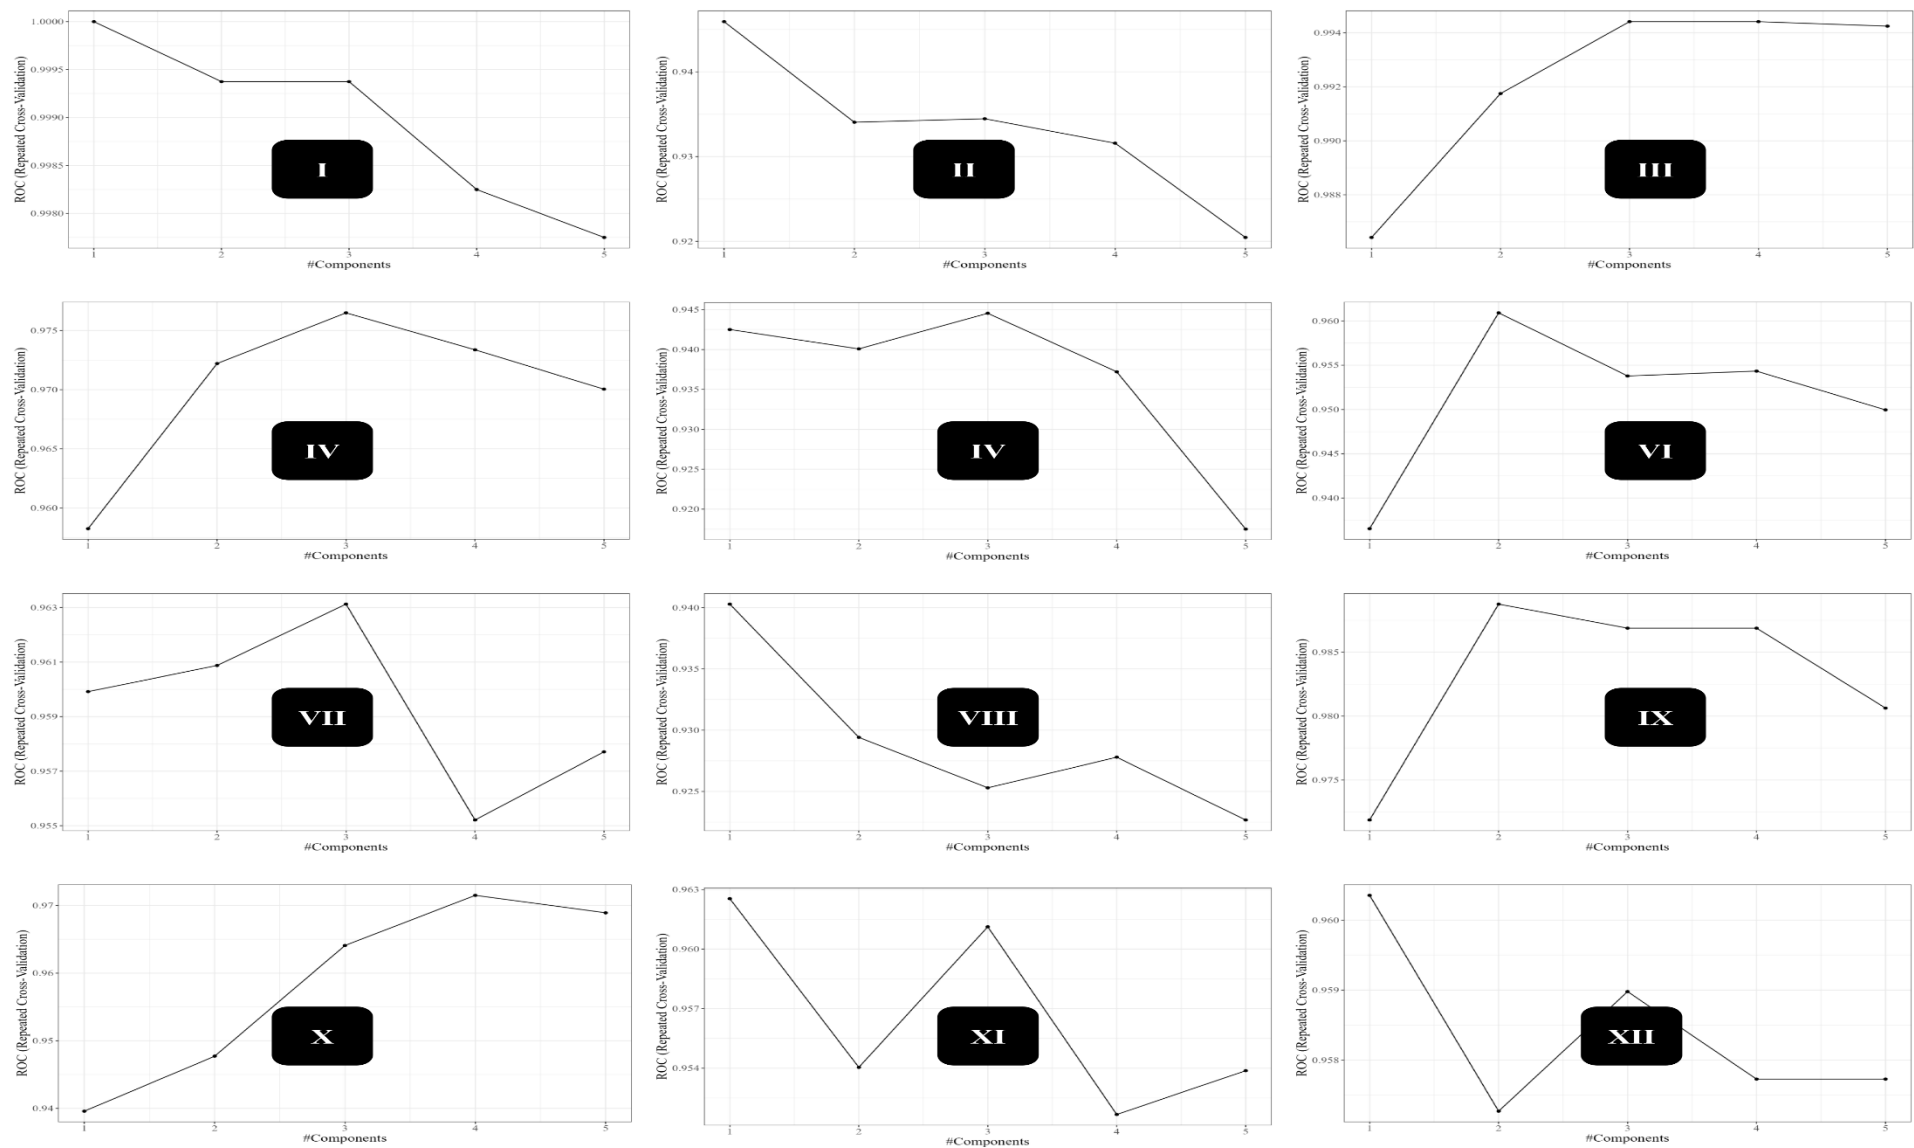 1.0000
0.9995
0.9990
0.9985
0.9980
ROC (Repeated Cross-Validation)
I
1 2 3 4 5
#Components
0.94
0.93
0.92
ROC (Repeated Cross-Validation)
II
1 2 3 4 5
#Components
0.994
0.992
0.990
0.988
ROC (Repeated Cross-Validation)
III
1 2 3 4 5
#Components
0.975
0.970
0.965
0.960
ROC (Repeated Cross-Validation)
IV
1 2 3 4 5
#Components
0.945
0.940
0.935
0.930
0.925
0.920
ROC (Repeated Cross-Validation)
IV
1 2 3 4 5
#Components
0.960
0.955
0.950
0.945
0.940
ROC (Repeated Cross-Validation)
VI
1 2 3 4 5
#Components
0.963
0.961
0.959
0.957
0.955
ROC (Repeated Cross-Validation)
VII
1 2 3 4 5
#Components
0.940
0.935
0.930
0.925
ROC (Repeated Cross-Validation)
VIII
1 2 3 4 5
#Components
0.985
0.980
0.975
ROC (Repeated Cross-Validation)
IX
1 2 3 4 5
#Components
0.97
0.96
0.95
0.94
ROC (Repeated Cross-Validation)
X
1 2 3 4 5
#Components
0.963
0.960
0.957
0.954
ROC (Repeated Cross-Validation)
XI
1 2 3 4 5
#Components
0.960
0.959
0.958
ROC (Repeated Cross-Validation)
XII
1 2 3 4 5
#Components